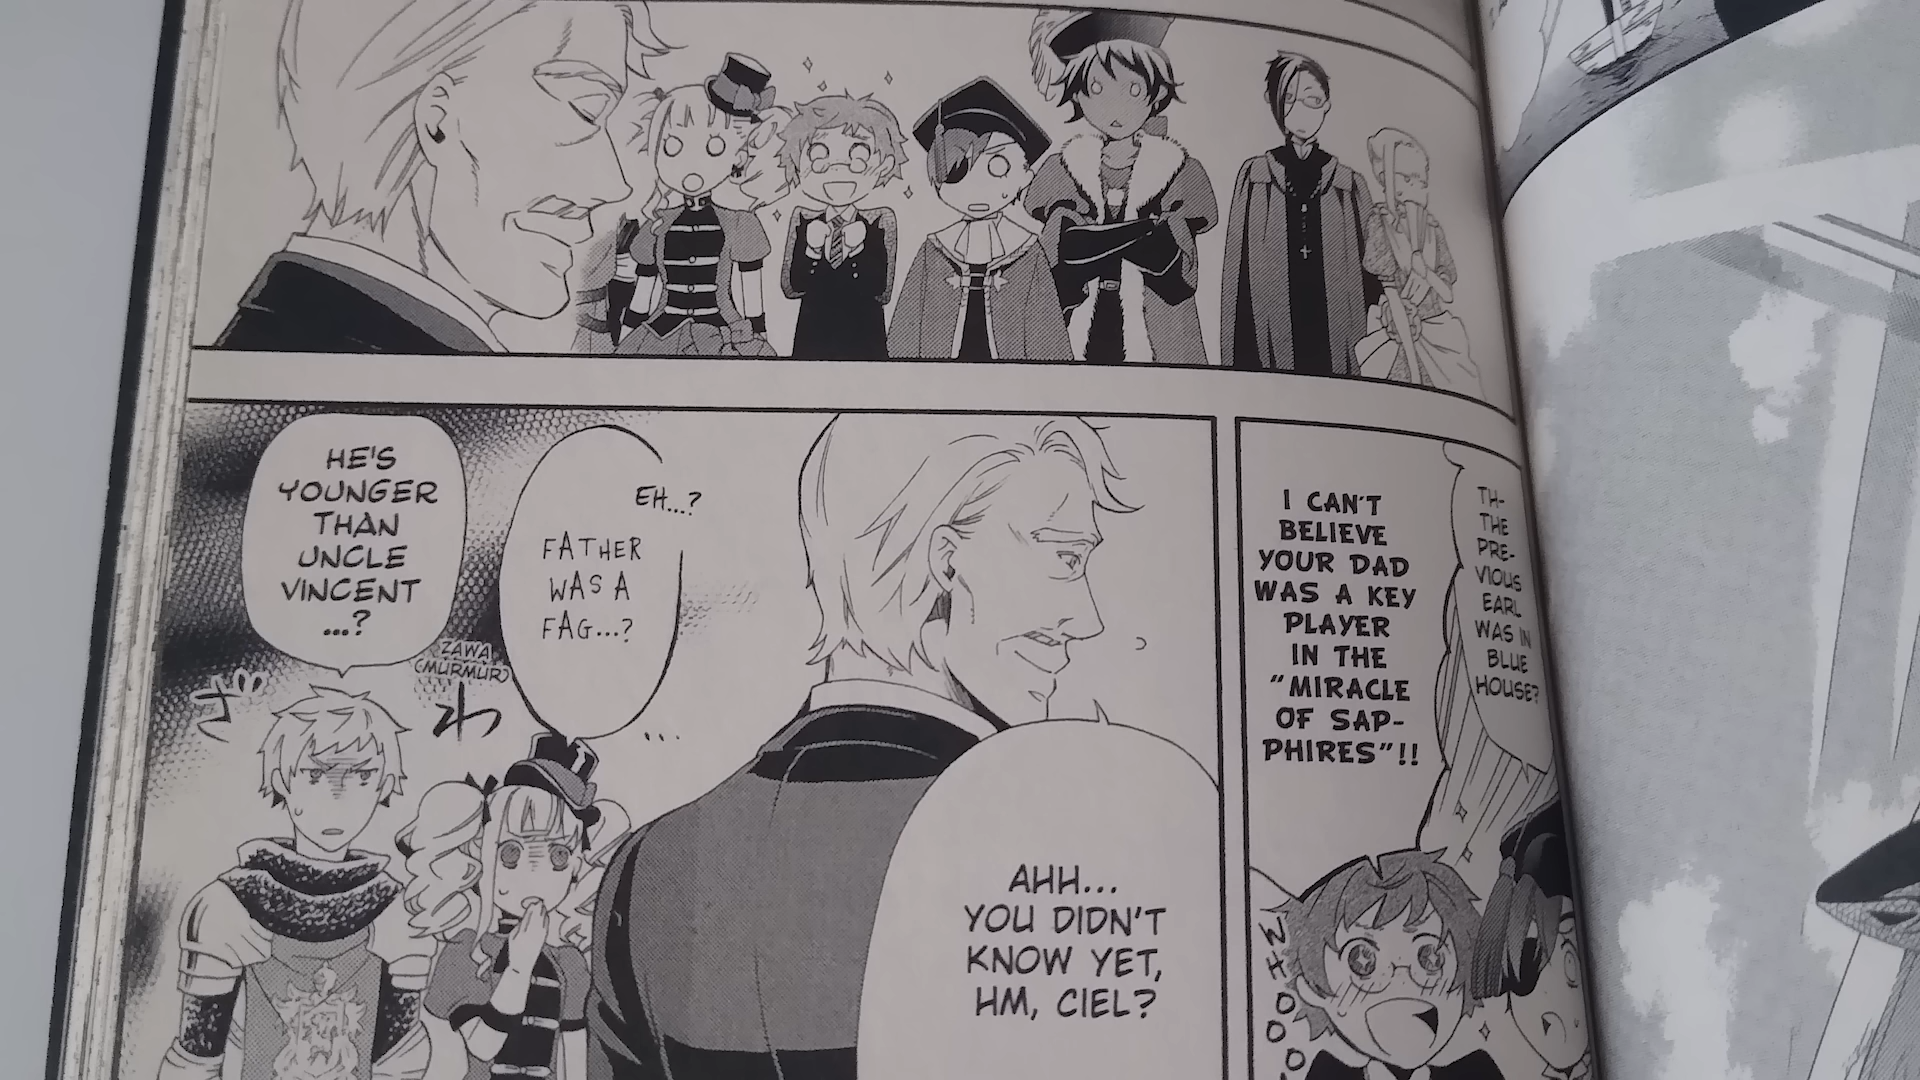 TH-
THE
PRE-
VIOUS
EARL
WAS IN
BLUE
HOUSE?
I CAN'T
BELIEVE
YOUR DAD
WAS A KEY
PLAYER
IN THE
"MIRACLE
OF SAP-
PHIRES"!!
WHOOO
AHH...
YOU DIDN'T
KNOW YET,
HM, CIEL?
EH...?
FATHER
WAS A
FAG...?
HE'S
YOUNGER
THAN
UNCLE
VINCENT
...?
ZAWA
(MURMUR)
ざわ